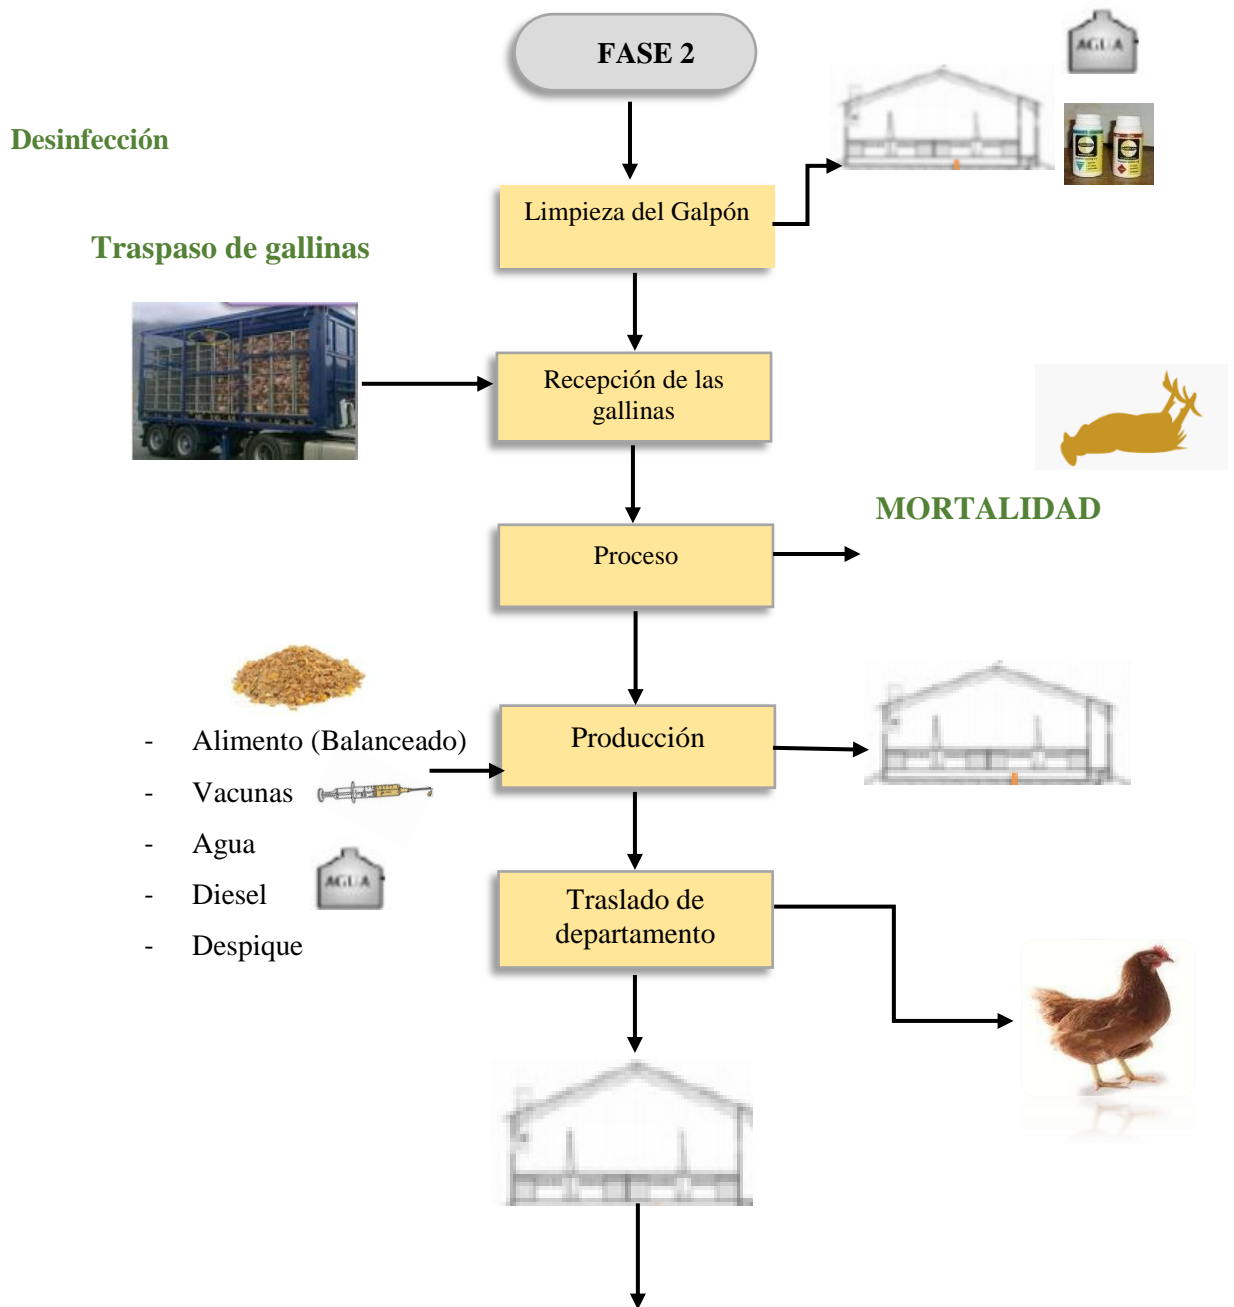 FASE 2
AGUA
Desinfección
Limpieza del Galpón
Traspaso de gallinas
Recepción de las
gallinas
MORTALIDAD
Proceso
Producción
- Alimento (Balanceado)
- Vacunas
- Agua
- Diesel
- Despique
AGUA
Traslado de
departamento